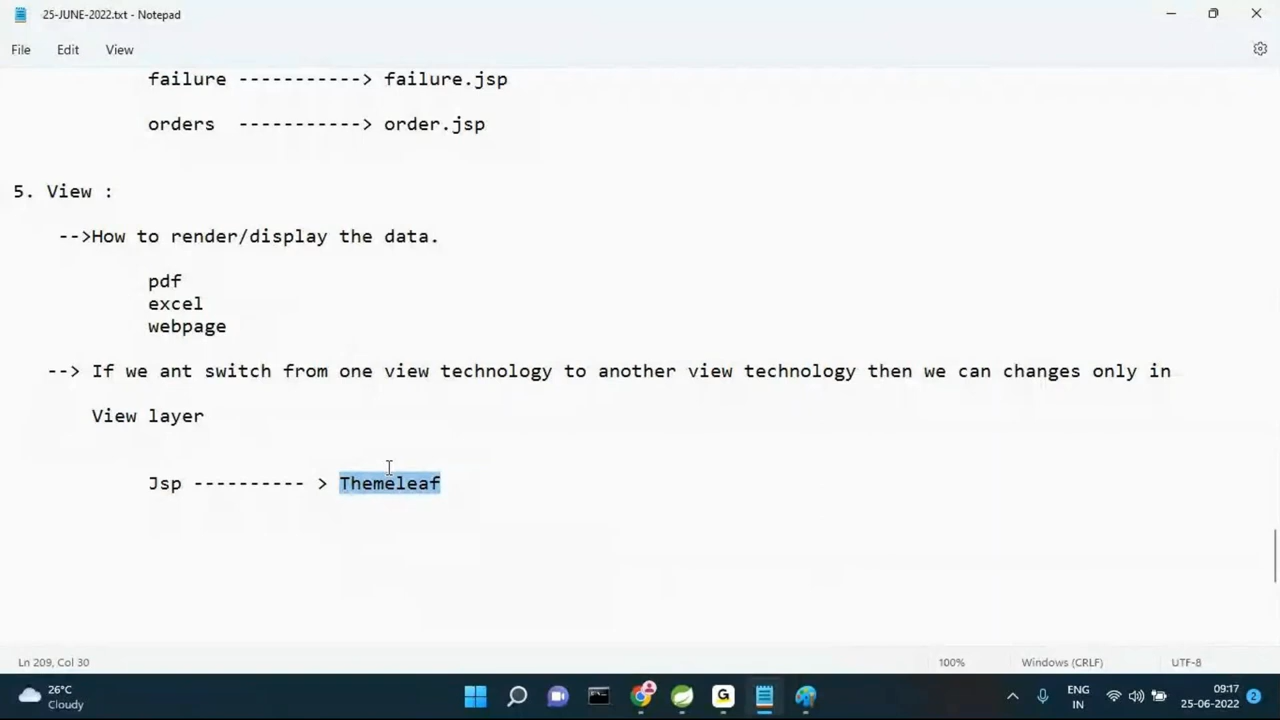 25-JUNE-2022.txt - Notepad
File Edit View
failure -----------> failure.jsp
orders -----------> order.jsp
5. View :
-->How to render/display the data.
pdf
excel
webpage
--> If we ant switch from one view technology to another view technology then we can changes only in
View layer
Jsp ---------- > Themeleaf
Ln 209, Col 30
100%
Windows (CRLF)
UTF-8
26°C
Cloudy
G
ENG
IN
09:17
25-06-2022
2